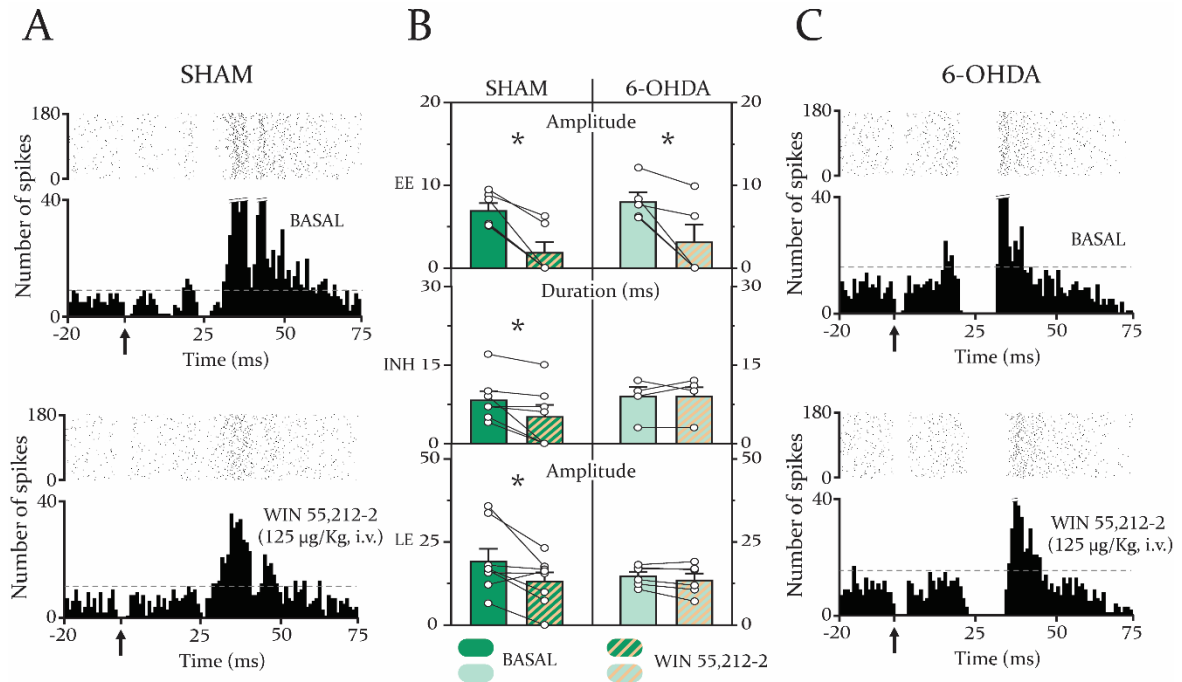 A
SHAM
180
0
Number of spikes
40
BASAL
0
-20
25
50
75
Time (ms)
180
0
Number of spikes
40
WIN 55,212-2
(125 µg/Kg, i.v.)
0
-20
25
50
75
Time (ms)
B
SHAM
6-OHDA
20
Amplitude
20
*
*
EE
10
10
0
0
30
Duration (ms)
30
*
INH
15
15
0
0
50
Amplitude
50
*
LE
25
25
0
0
BASAL
WIN 55,212-2
C
6-OHDA
180
0
Number of spikes
40
BASAL
0
-20
25
50
75
Time (ms)
180
0
Number of spikes
40
WIN 55,212-2
(125 µg/Kg, i.v.)
0
-20
25
50
75
Time (ms)